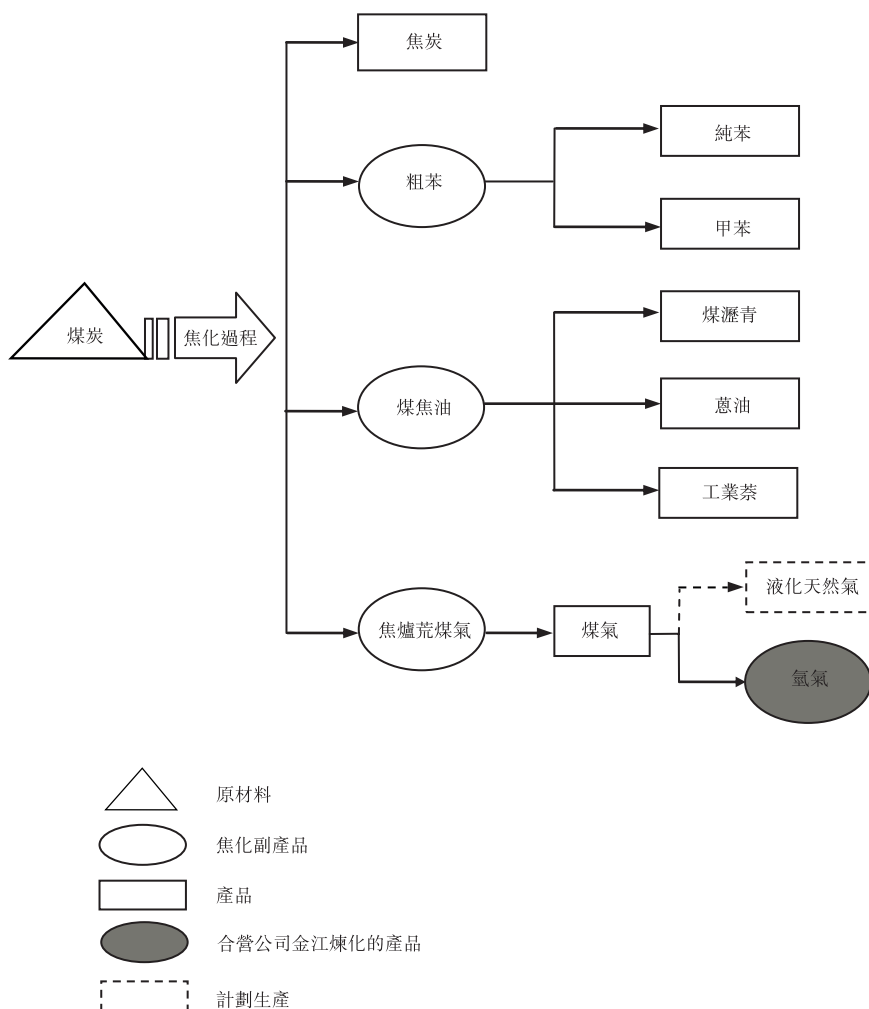 焦炭
粗苯
純苯
甲苯
煤炭
焦化過程
煤焦油
煤瀝青
蒽油
工業萘
焦爐荒煤氣
煤氣
液化天然氣
氫氣
原材料
焦化副產品
產品
合營公司金江煉化的產品
計劃生產